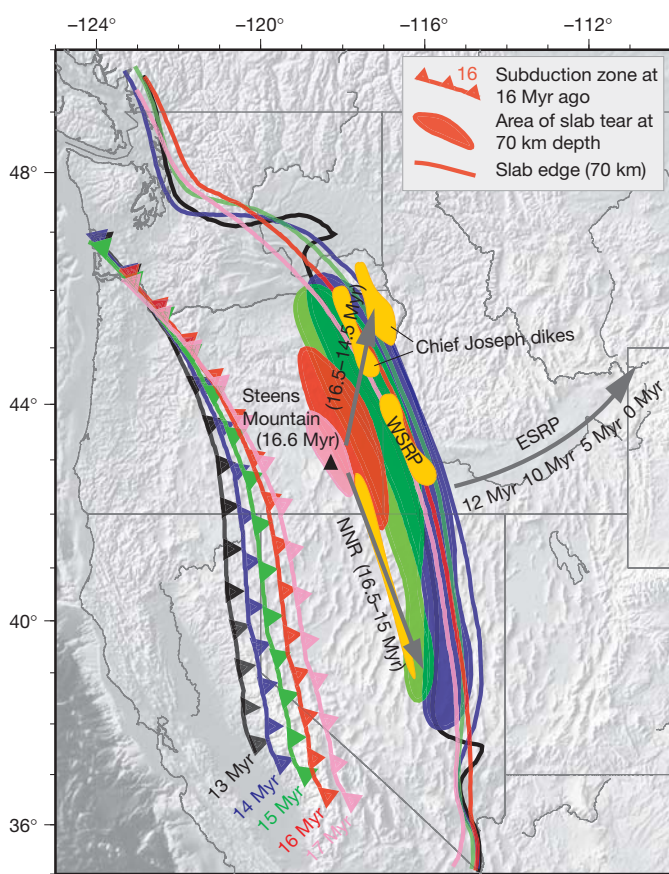 −124°
−120°
−116°
−112°
16
Subduction zone at
16 Myr ago
Area of slab tear at
70 km depth
Slab edge (70 km)
48°
44°
40°
36°
(16.5–14.5 Myr)
Chief Joseph dikes
Steens
Mountain
(16.6 Myr)
WSRP
ESRP
12 Myr 10 Myr 5 Myr 0 Myr
NNR (16.5–15 Myr)
13 Myr
14 Myr
15 Myr
16 Myr
17 Myr